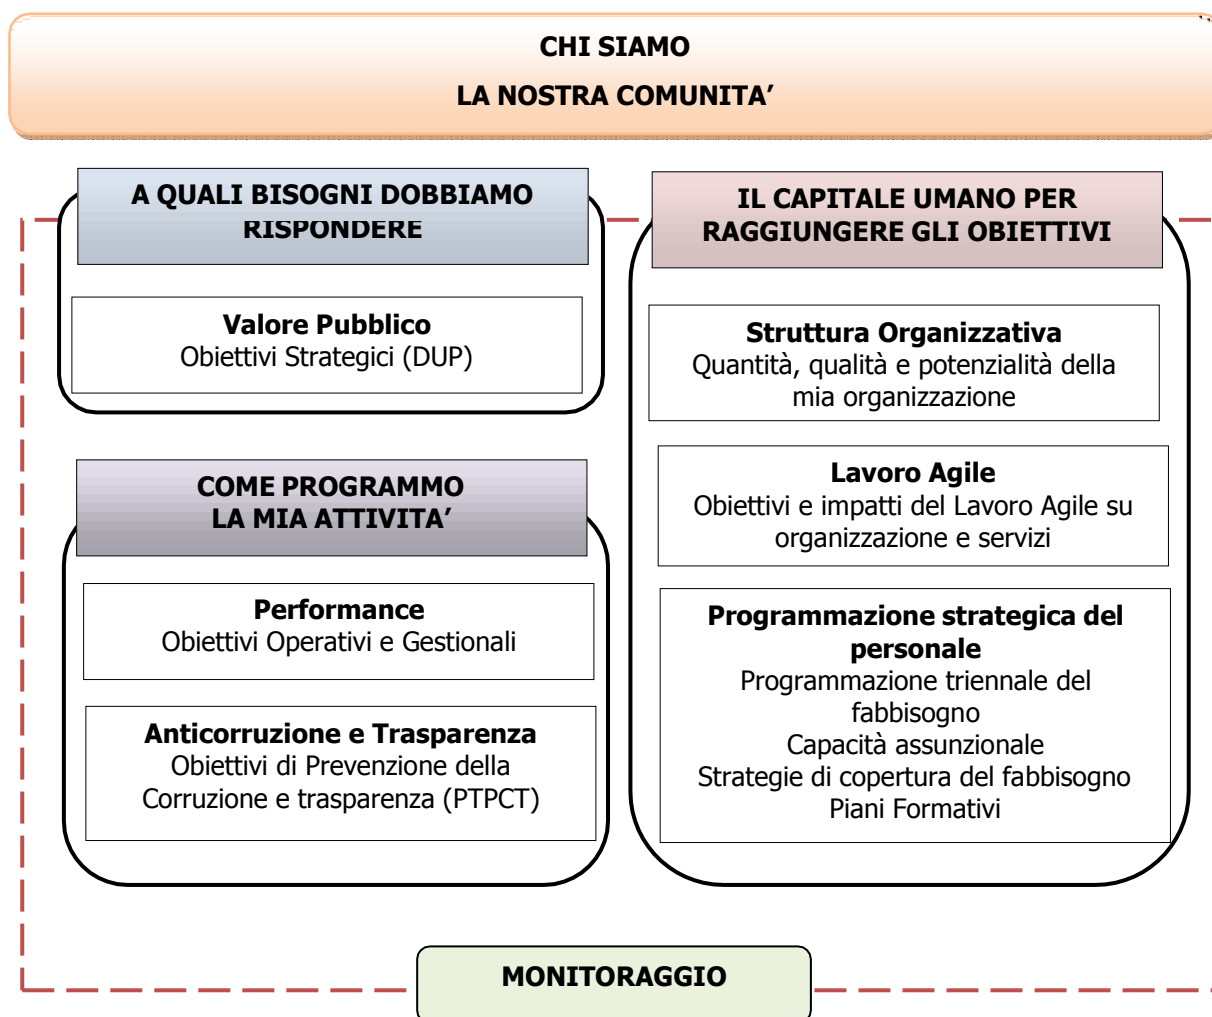 CHI SIAMO
LA NOSTRA COMUNITA’
A QUALI BISOGNI DOBBIAMO
RISPONDERE
Valore Pubblico
Obiettivi Strategici (DUP)
COME PROGRAMMO
LA MIA ATTIVITA’
Performance
Obiettivi Operativi e Gestionali
Anticorruzione e Trasparenza
Obiettivi di Prevenzione della
Corruzione e trasparenza (PTPCT)
IL CAPITALE UMANO PER
RAGGIUNGERE GLI OBIETTIVI
Struttura Organizzativa
Quantità, qualità e potenzialità della
mia organizzazione
Lavoro Agile
Obiettivi e impatti del Lavoro Agile su
organizzazione e servizi
Programmazione strategica del
personale
Programmazione triennale del
fabbisogno
Capacità assunzionale
Strategie di copertura del fabbisogno
Piani Formativi
MONITORAGGIO